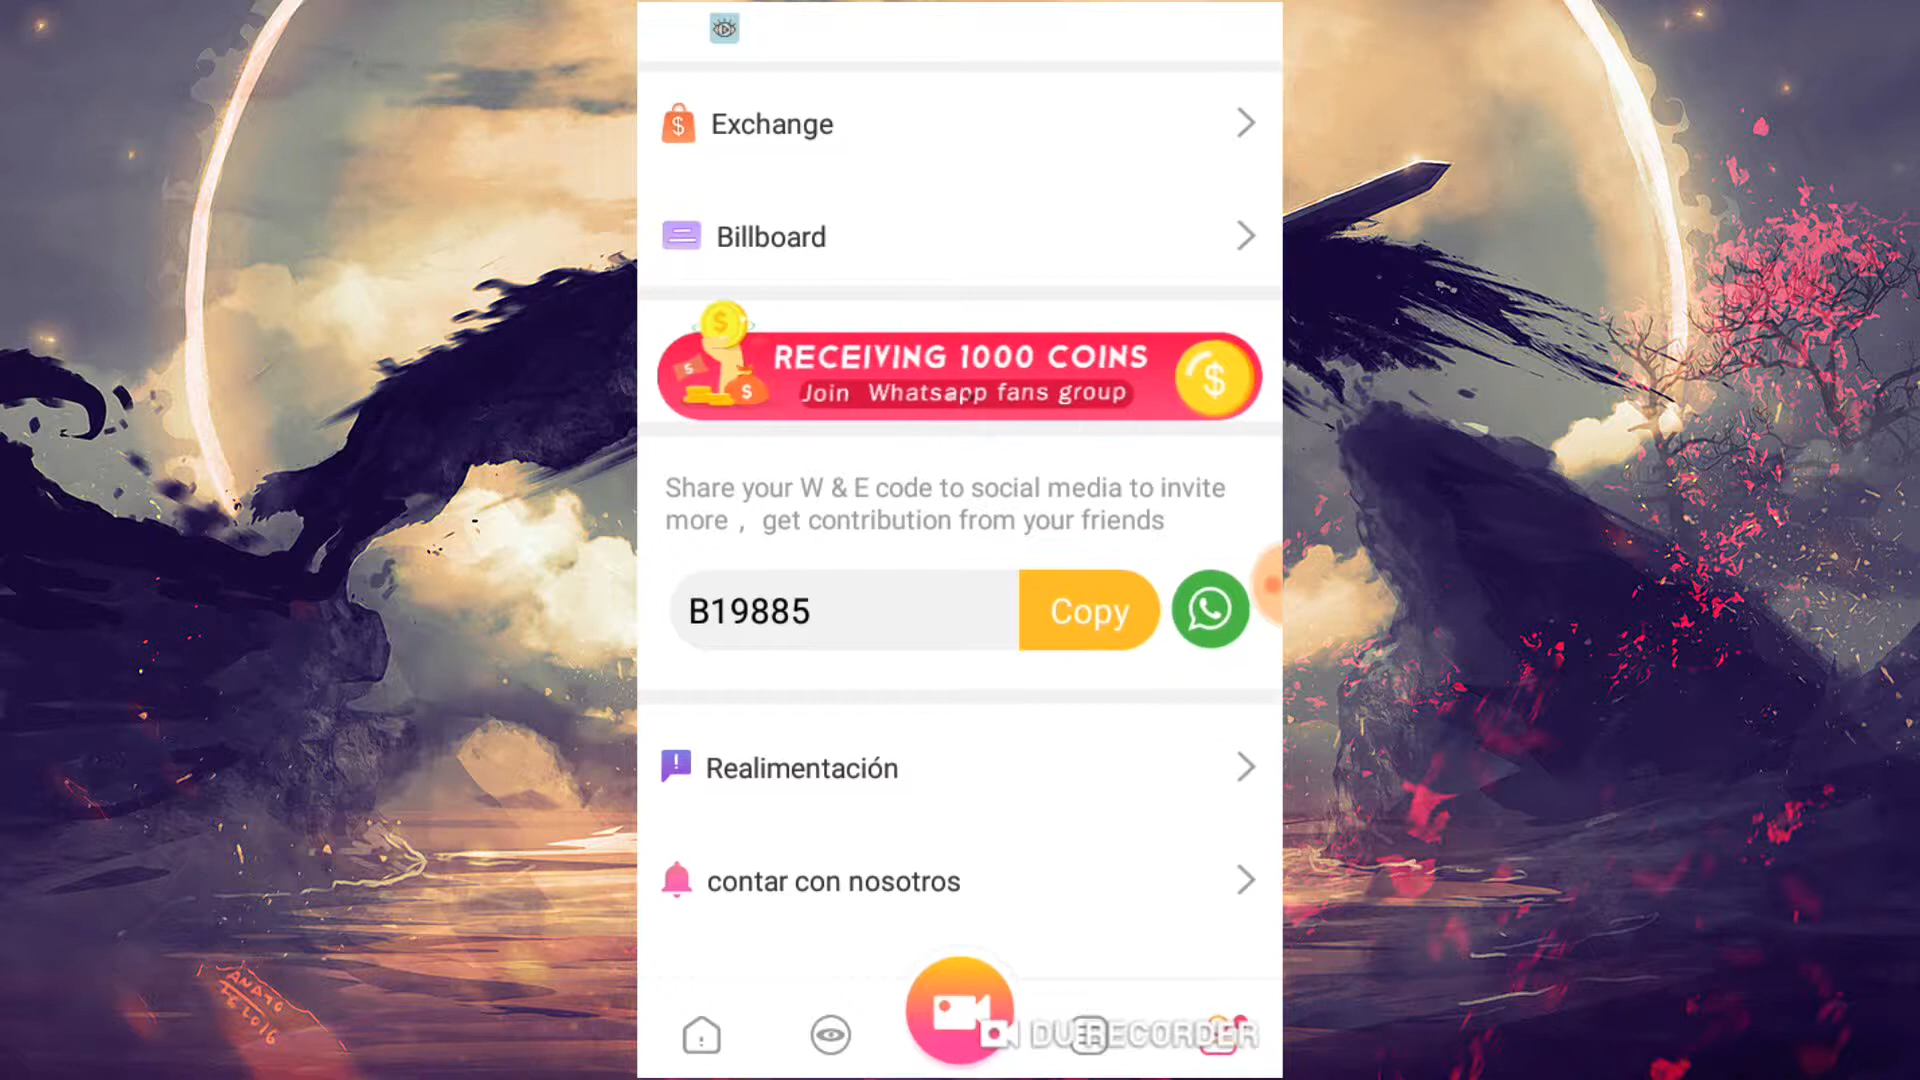 Exchange
Billboard
RECEIVING 1000 COINS
Join Whatsapp fans group
Share your W & E code to social media to invite
more , get contribution from your friends
B19885
Copy
Realimentación
contar con nosotros
DU RECORDER